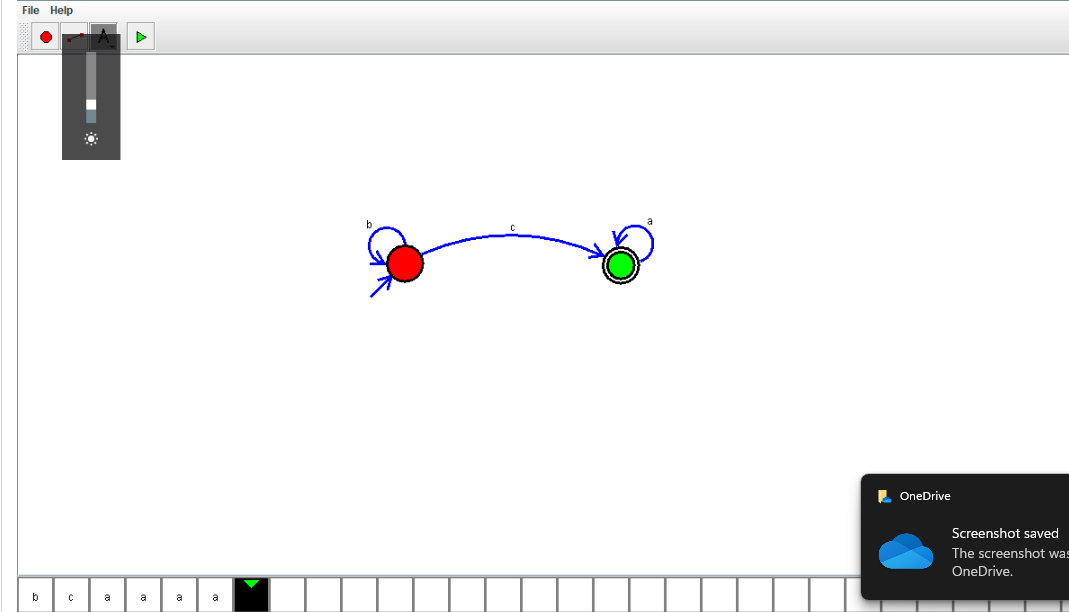 File Help
A
b
c
a
OneDrive
Screenshot saved
The screenshot was
OneDrive.
b c a a a a